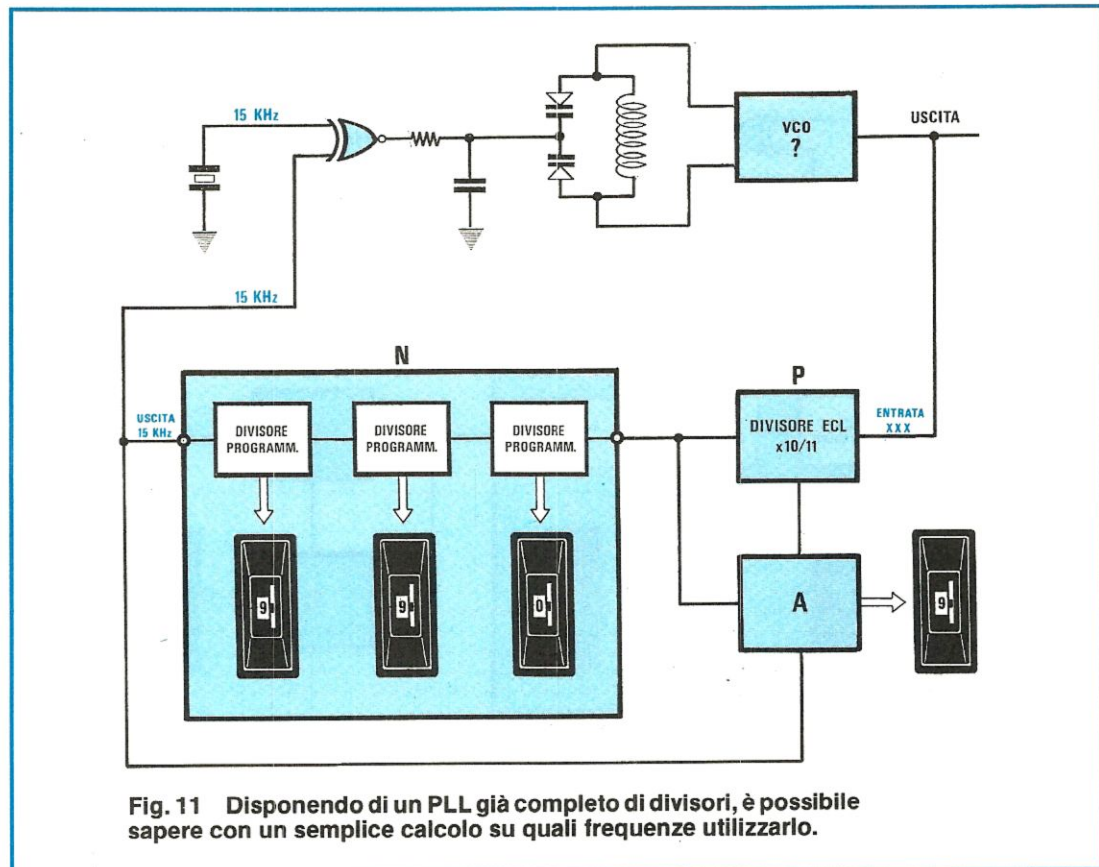 15 KHz
VCO
?
USCITA
15 KHz
N
P
USCITA
15 KHz
DIVISORE
PROGRAMM.
DIVISORE
PROGRAMM.
DIVISORE
PROGRAMM.
DIVISORE ECL
x10/11
ENTRATA
XXX
9
9
0
A
9
Fig. 11 Disponendo di un PLL già completo di divisori, è possibile
sapere con un semplice calcolo su quali frequenze utilizzarlo.